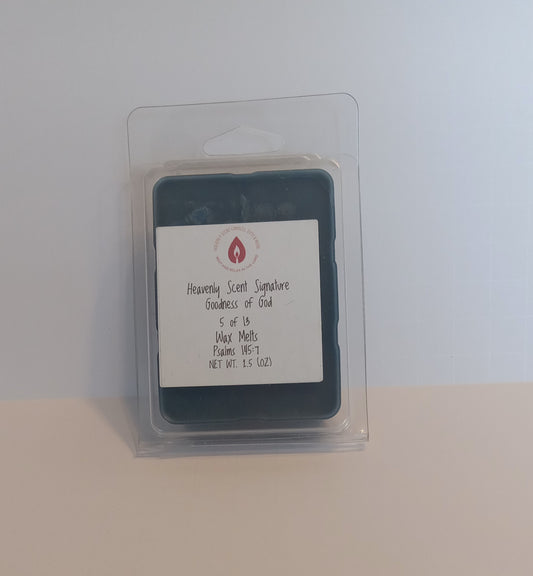 Heavenly Scent Signature
Goodness of God
5 of 13
Wax Melts
Psalms 145:7
NET WT. 2.5 (OZ)